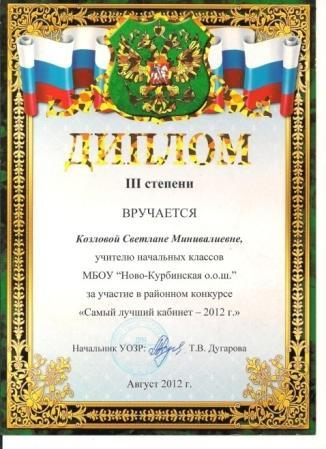 ДИПЛОМ
III степени
ВРУЧАЕТСЯ
Козловой Светлане Минивалиевне,
учителю начальных классов
МБОУ “Ново-Курбинская о.о.ш.”
за участие в районном конкурсе
«Самый лучший кабинет – 2012 г.»
Начальник УОЗР: Т.В. Дугарова
Август 2012 г.